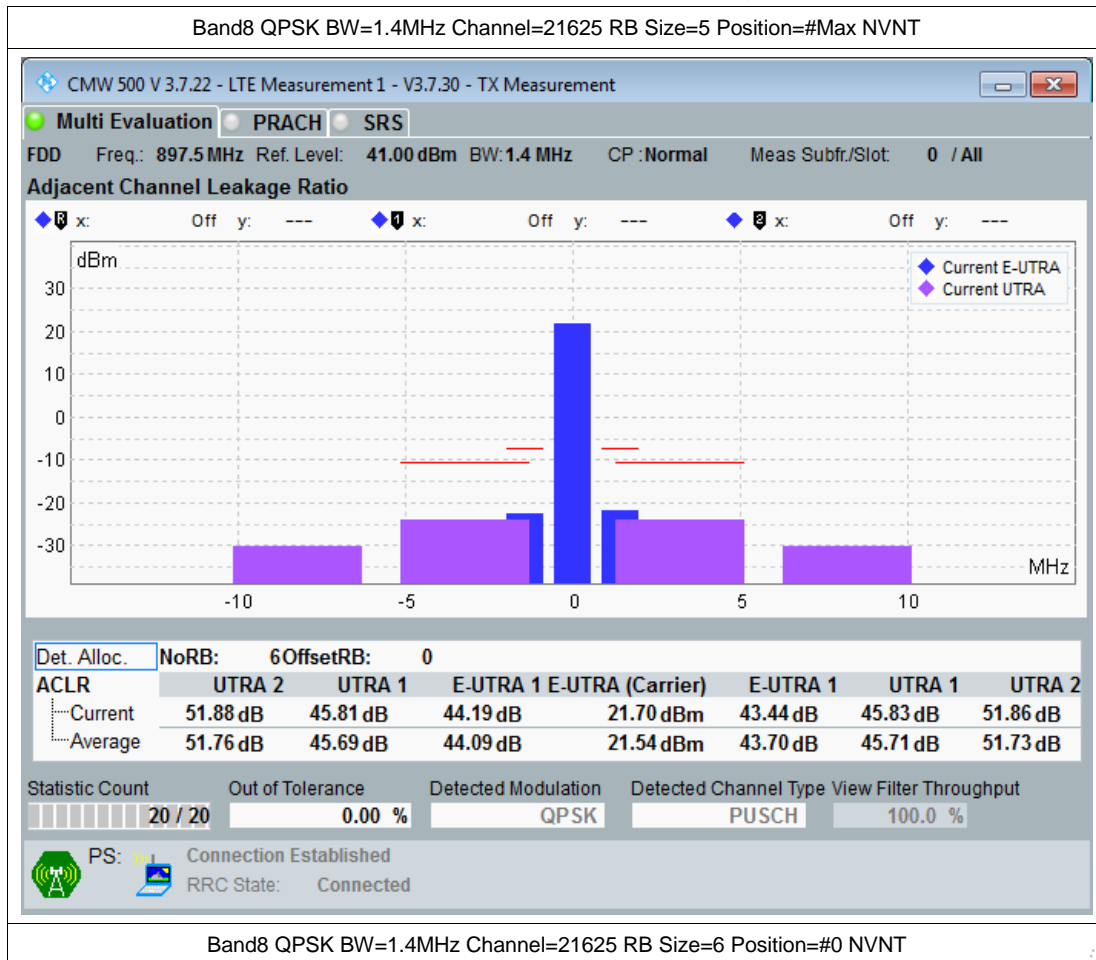 Band8 QPSK BW=1.4MHz Channel=21625 RB Size=5 Position=#Max NVNT
CMW 500 V 3.7.22 - LTE Measurement 1 - V3.7.30 - TX Measurement
Multi Evaluation PRACH SRS
FDD Freq.: 897.5 MHz Ref. Level: 41.00 dBm BW: 1.4 MHz CP : Normal Meas Subfr./Slot: 0 / All
Adjacent Channel Leakage Ratio
R x: Off y: --- 1 x: Off y: --- 2 x: Off y: ---
dBm
Current E-UTRA
Current UTRA
30
20
10
0
-10
-20
-30
MHz
-10 -5 0 5 10
Det. Alloc. NoRB: 6 OffsetRB: 0
ACLR UTRA 2 UTRA 1 E-UTRA 1 E-UTRA (Carrier) E-UTRA 1 UTRA 1 UTRA 2
Current 51.88 dB 45.81 dB 44.19 dB 21.70 dBm 43.44 dB 45.83 dB 51.86 dB
Average 51.76 dB 45.69 dB 44.09 dB 21.54 dBm 43.70 dB 45.71 dB 51.73 dB
Statistic Count Out of Tolerance Detected Modulation Detected Channel Type View Filter Throughput
20 / 20 0.00 % QPSK PUSCH 100.0 %
PS: Connection Established
RRC State: Connected
Band8 QPSK BW=1.4MHz Channel=21625 RB Size=6 Position=#0 NVNT